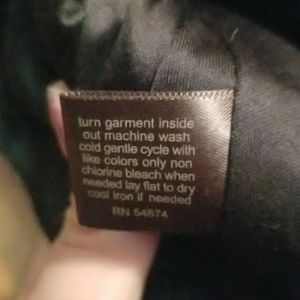 turn garment inside
out machine wash
cold gentle cycle with
like colors only non
chlorine bleach when
needed lay flat to dry
cool iron if needed
RN 54874